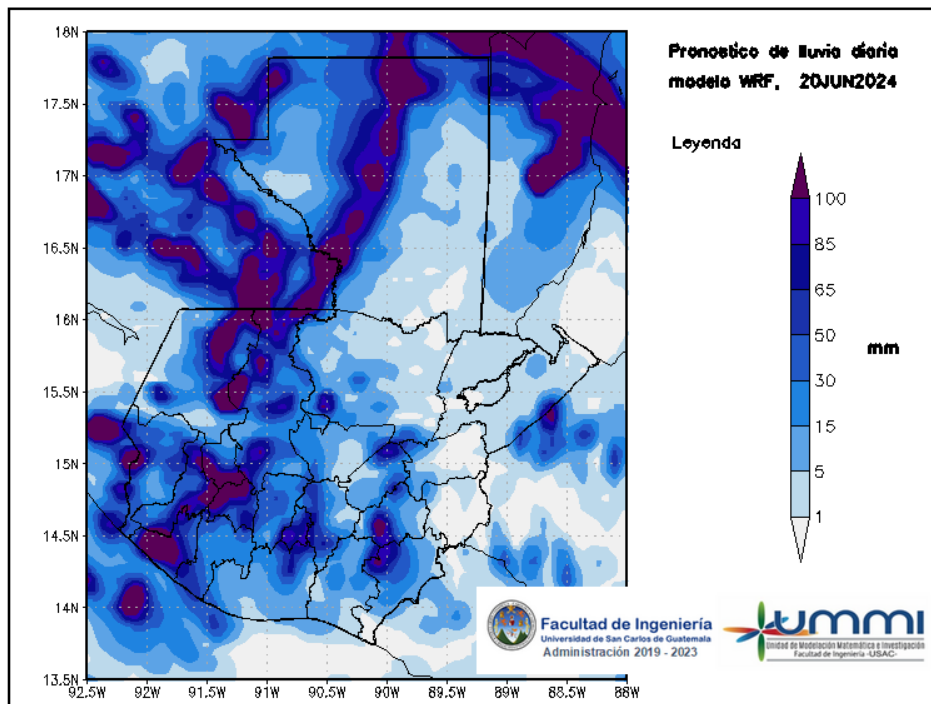 Pronostico de lluvia diaria
modelo WRF, 20JUN2024
Leyenda
100
85
65
50
30
15
5
1
mm
18N
17.5N
17N
16.5N
16N
15.5N
15N
14.5N
14N
13.5N
92.5W
92W
91.5W
91W
90.5W
90W
89.5W
89W
88.5W
88W
Facultad de Ingeniería
Universidad de San Carlos de Guatemala
Administración 2019 - 2023
UMMI
Unidad de Modelación Matemática e Investigación
Facultad de Ingeniería -USAC-